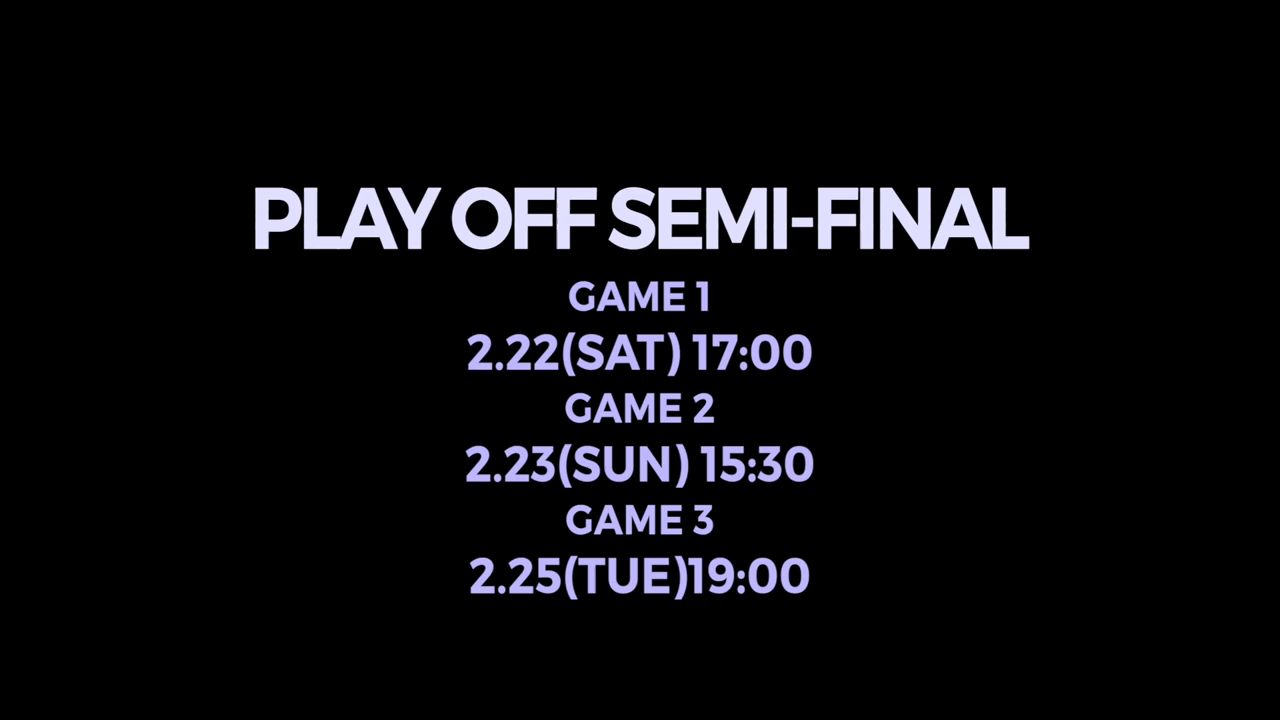 PLAY OFF SEMI-FINAL
GAME 1
2.22(SAT) 17:00
GAME 2
2.23(SUN) 15:30
GAME 3
2.25(TUE)19:00